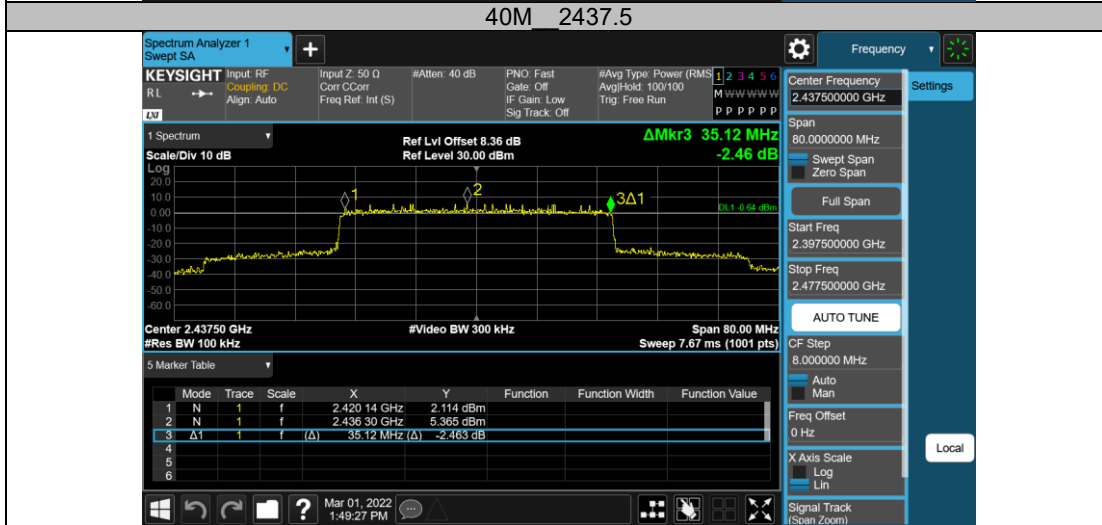 40M__2437.5
Spectrum Analyzer 1
Swept SA
+
Frequency
KEYSIGHT
RL
LXI
Input: RF
Coupling: DC
Align: Auto
Input Z: 50 Ω
Corr CCorr
Freq Ref: Int (S)
#Atten: 40 dB
PNO: Fast
Gate: Off
IF Gain: Low
Sig Track: Off
#Avg Type: Power (RMS
Avg|Hold: 100/100
Trig: Free Run
1 2 3 4 5 6
M W W W W W
P P P P P P
Center Frequency
2.437500000 GHz
Settings
Span
80.0000000 MHz
Swept Span
Zero Span
Full Span
Start Freq
2.397500000 GHz
Stop Freq
2.477500000 GHz
AUTO TUNE
CF Step
8.000000 MHz
Auto
Man
Freq Offset
0 Hz
X Axis Scale
Log
Lin
Signal Track
(Span Zoom)
Local
1 Spectrum
Scale/Div 10 dB
Ref Lvl Offset 8.36 dB
Ref Level 30.00 dBm
ΔMkr3 35.12 MHz
-2.46 dB
Log
20.0
10.0
0.00
-10.0
-20.0
-30.0
-40.0
-50.0
-60.0
1
2
3Δ1
DL1 -0.64 dBm
Center 2.43750 GHz
#Video BW 300 kHz
Span 80.00 MHz
#Res BW 100 kHz
Sweep 7.67 ms (1001 pts)
5 Marker Table
Mode Trace Scale X Y Function Function Width Function Value
1 N 1 f 2.420 14 GHz 2.114 dBm
2 N 1 f 2.436 30 GHz 5.365 dBm
3 Δ1 1 f (Δ) 35.12 MHz (Δ) -2.463 dB
4
5
6
?
Mar 01, 2022
1:49:27 PM